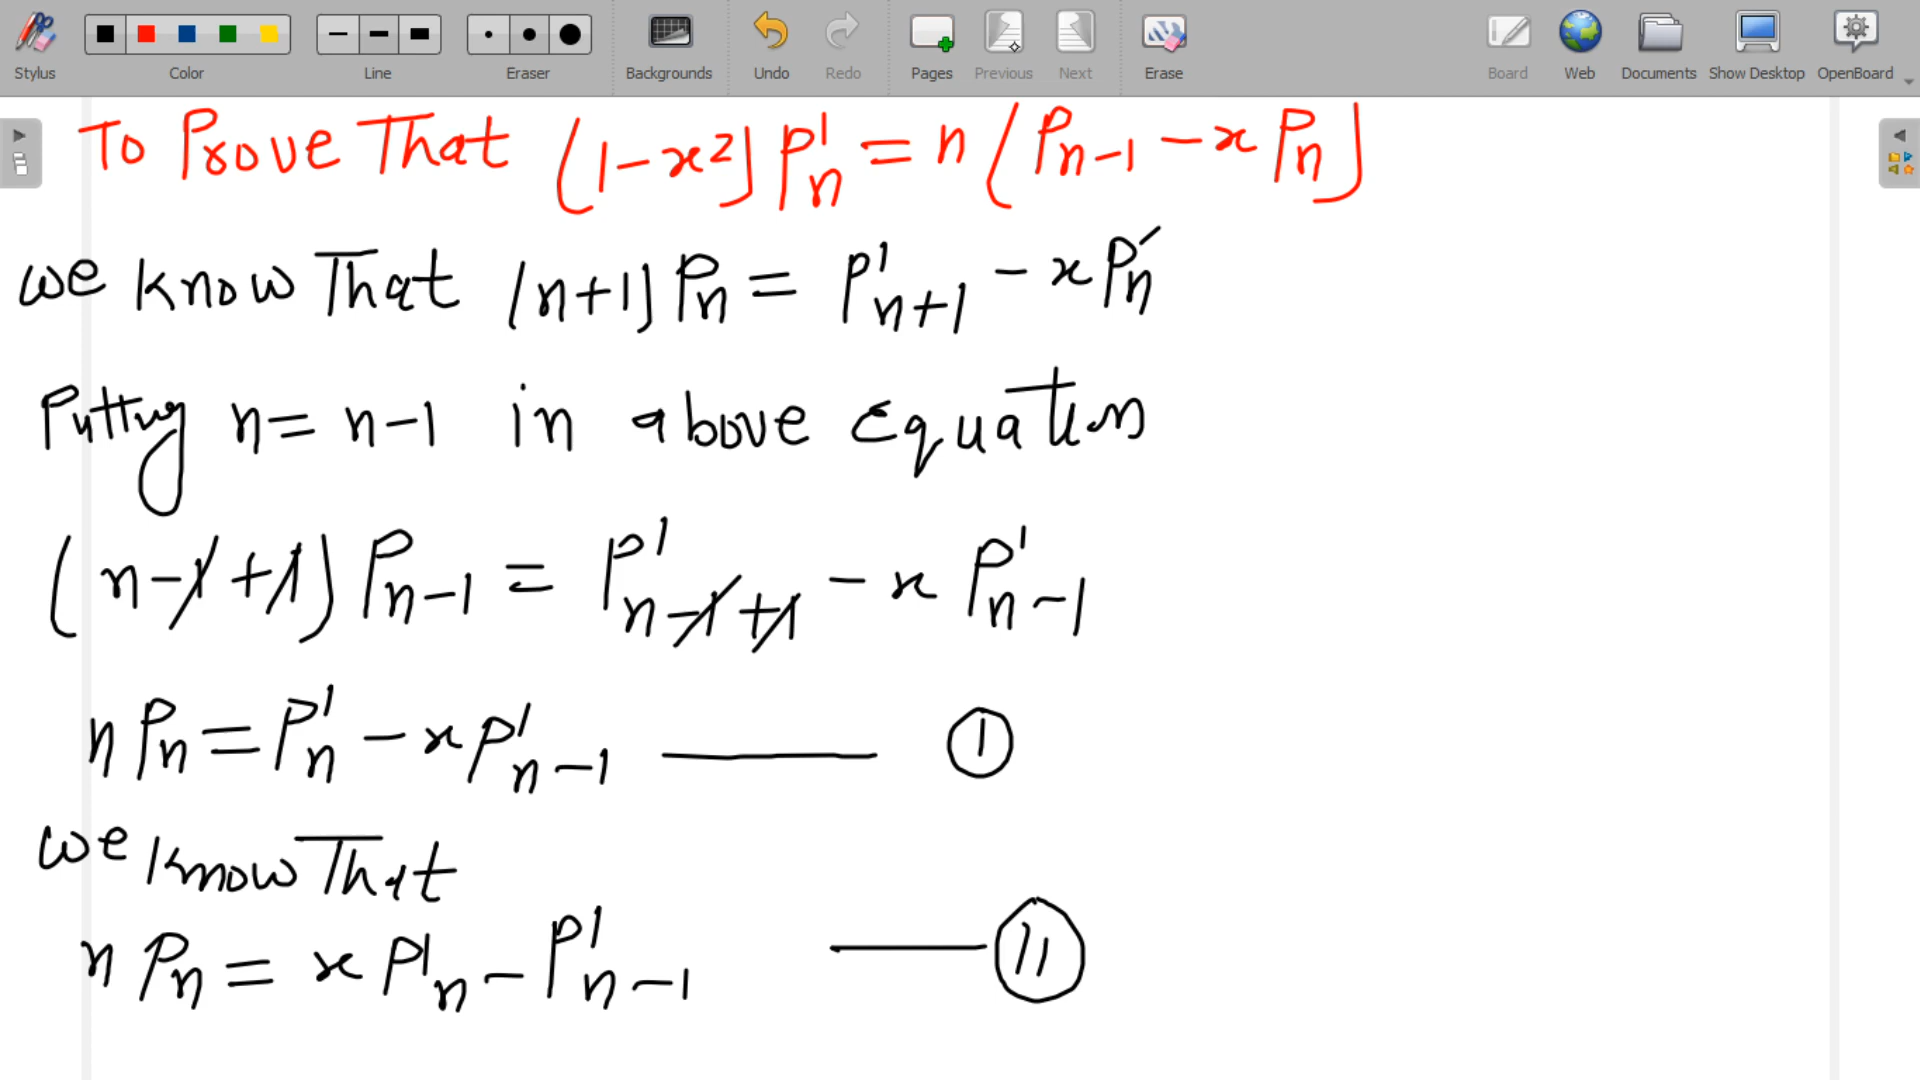 Stylus Color Line Eraser Backgrounds Undo Redo Pages Previous Next Erase Board Web Documents Show Desktop OpenBoard
To Prove That (1-x²) P'n = n (Pn-1 - x Pn)
we know That (n+1) Pn = P'n+1 - x P'n
Putting n = n-1 in above Equation
(n-1+1) Pn-1 = P'n-1+1 - x P'n-1
n Pn = P'n - x P'n-1 ——— ①
we know That
n Pn = x P'n - P'n-1 ——— ⑪